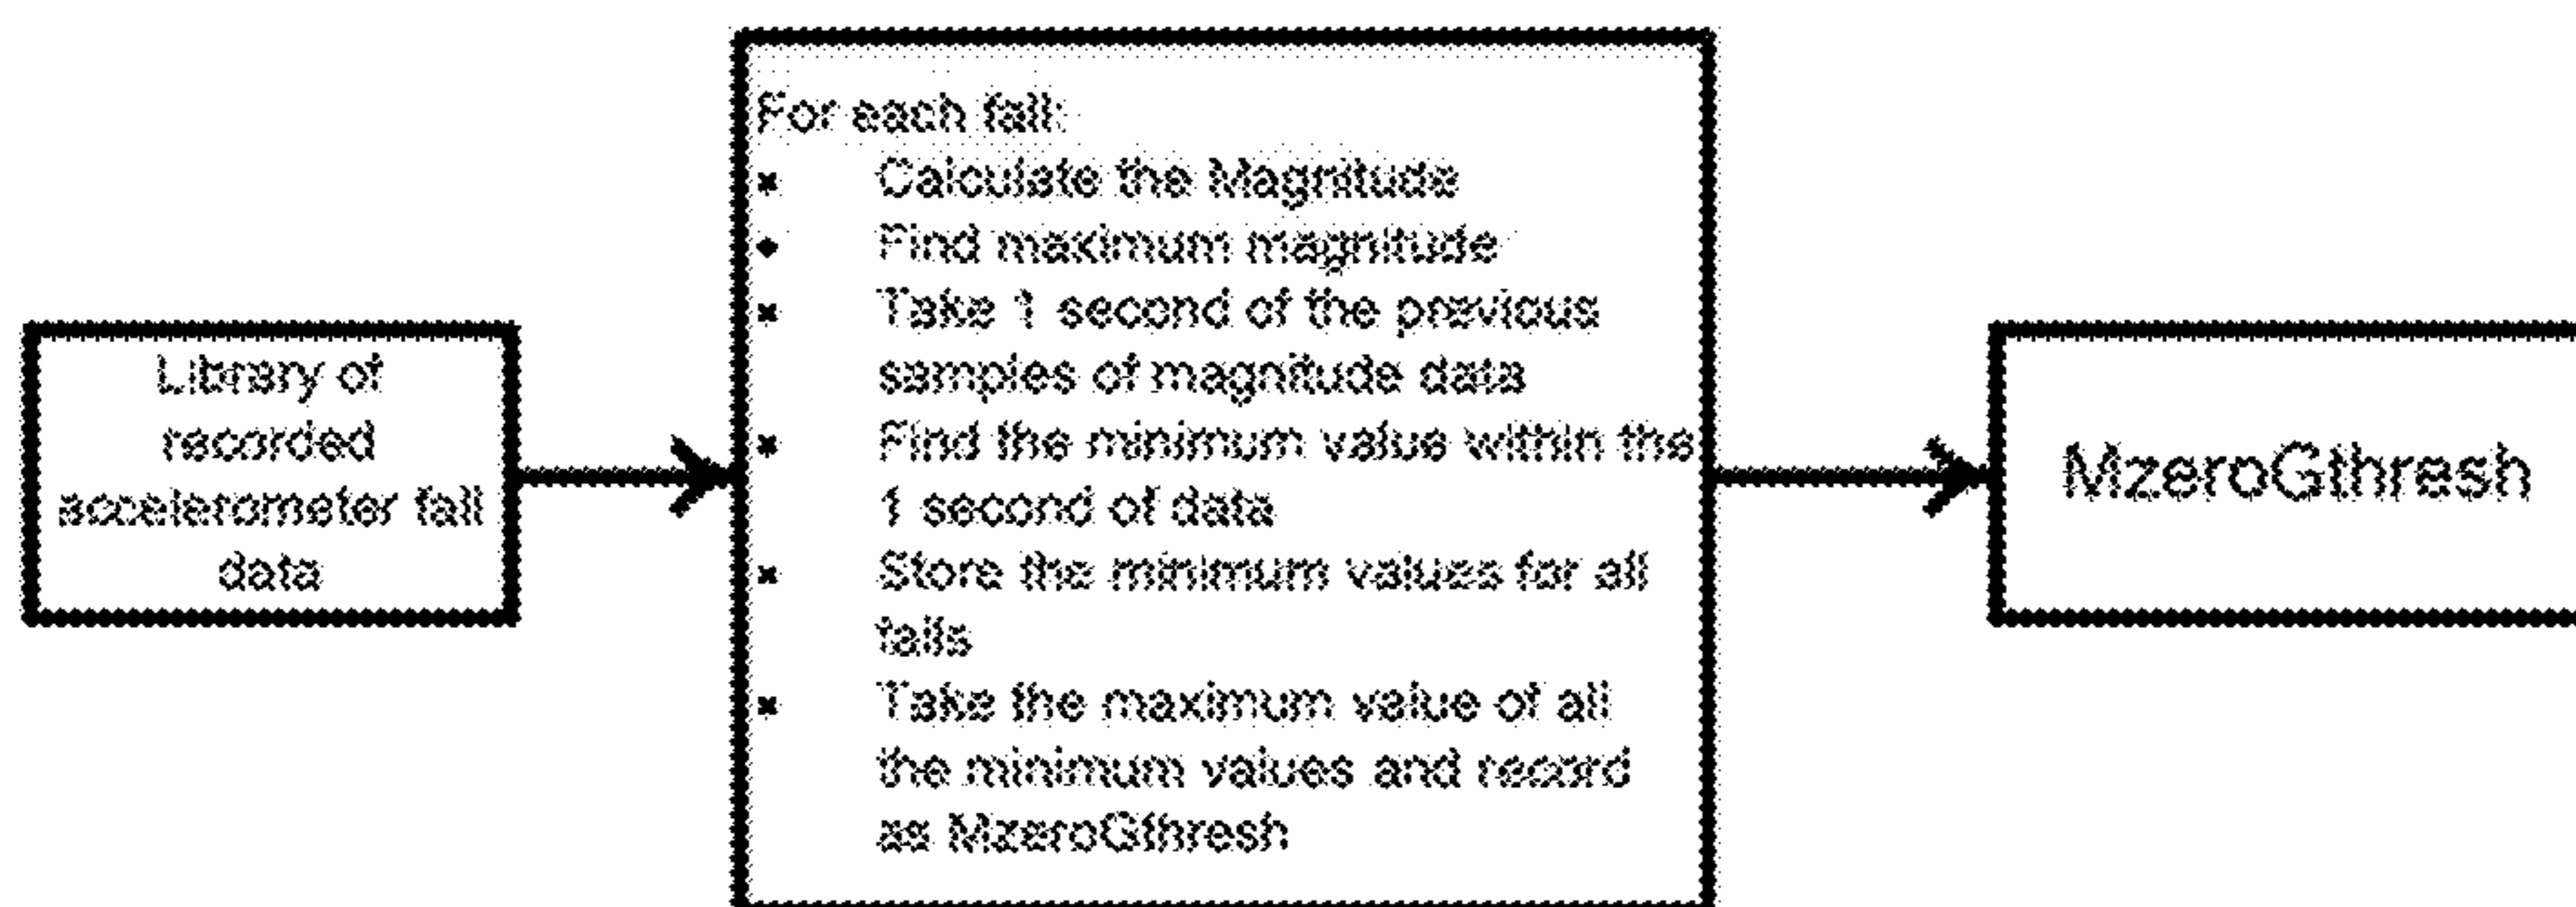 Library of
recorded
accelerometer fall
data
For each fall:
Calculate the Magnitude
Find maximum magnitude
Take 1 second of the previous
samples of magnitude data
Find the minimum value within the
1 second of data
Store the minimum values for all
falls
Take the maximum value of all
the minimum values and record
as MzeroGthresh
MzeroGthresh